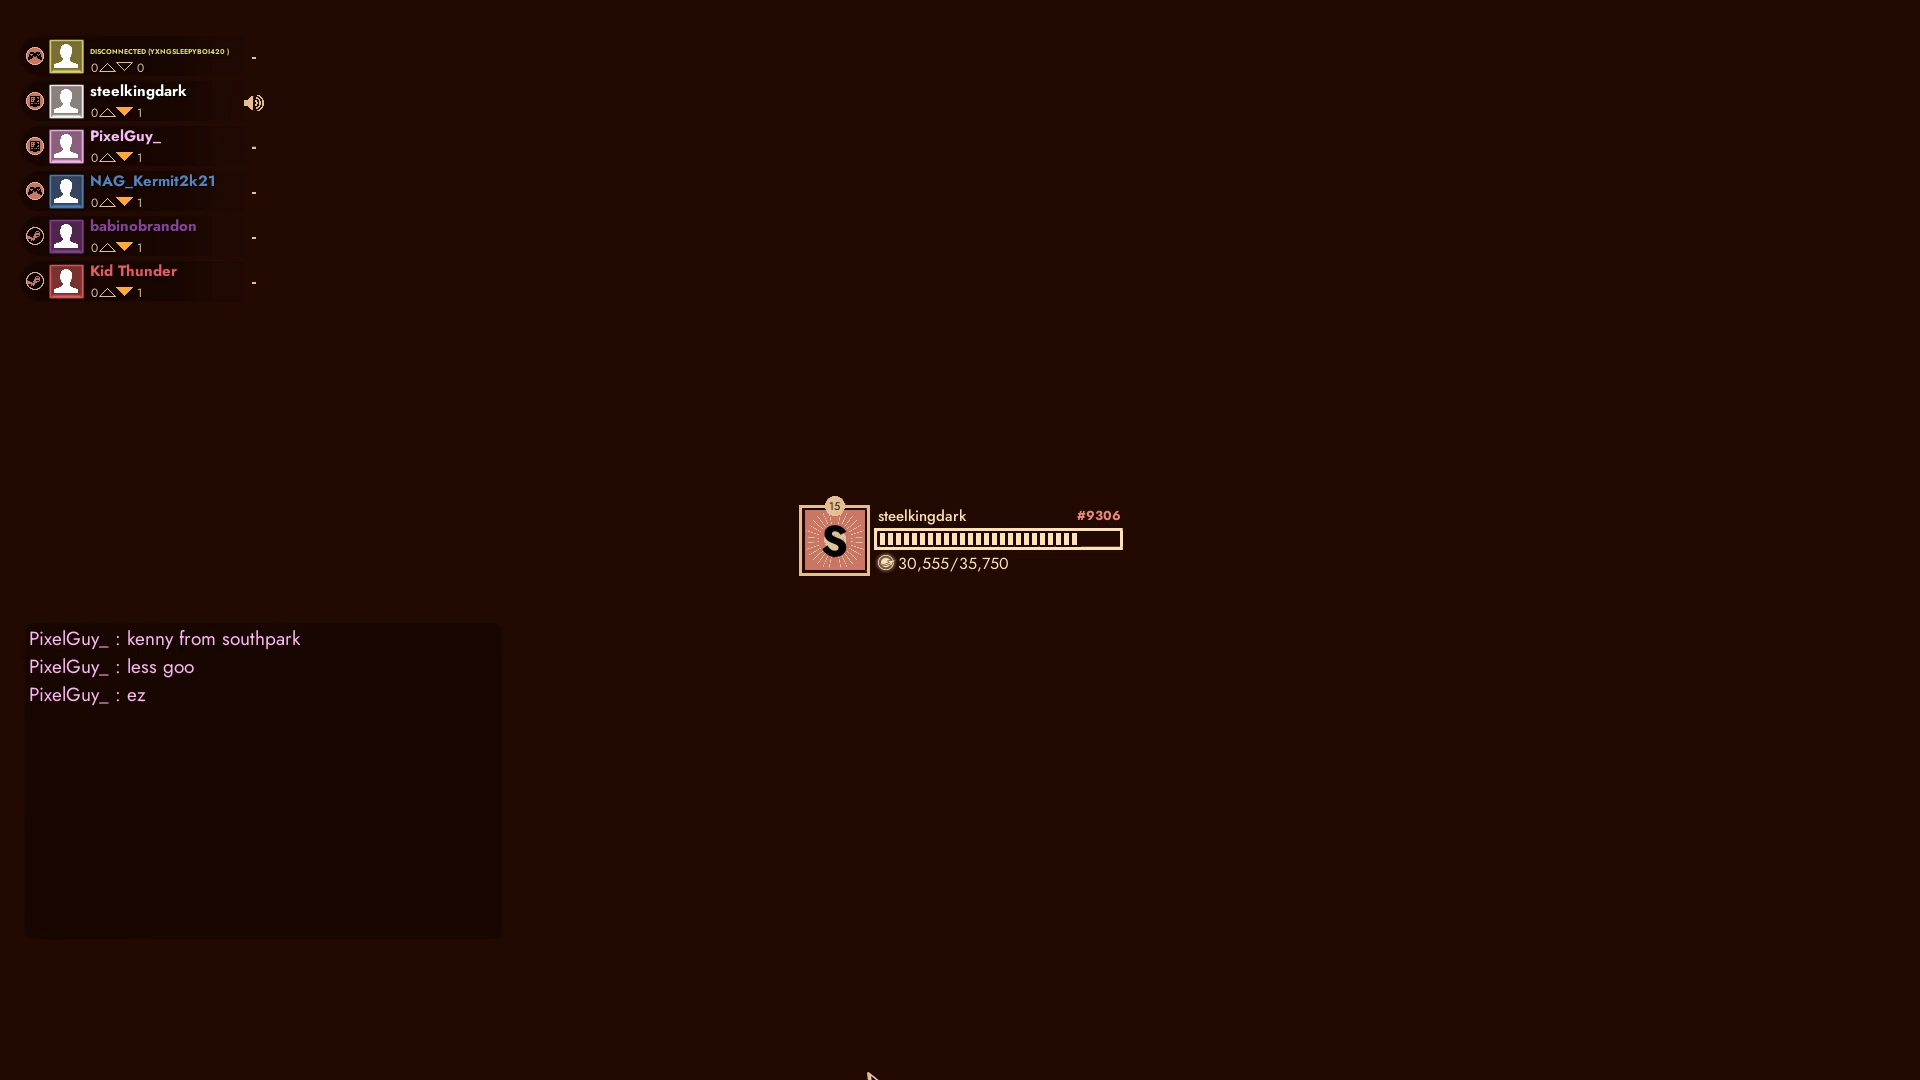 DISCONNECTED (YXNGSLEEPYBOI420 )
0 0
-
steelkingdark
0 1
PixelGuy_
0 1
-
NAG_Kermit2k21
0 1
-
babinobrandon
0 1
-
Kid Thunder
0 1
-
15
S
steelkingdark #9306
30,555/35,750
PixelGuy_ : kenny from southpark
PixelGuy_ : less goo
PixelGuy_ : ez